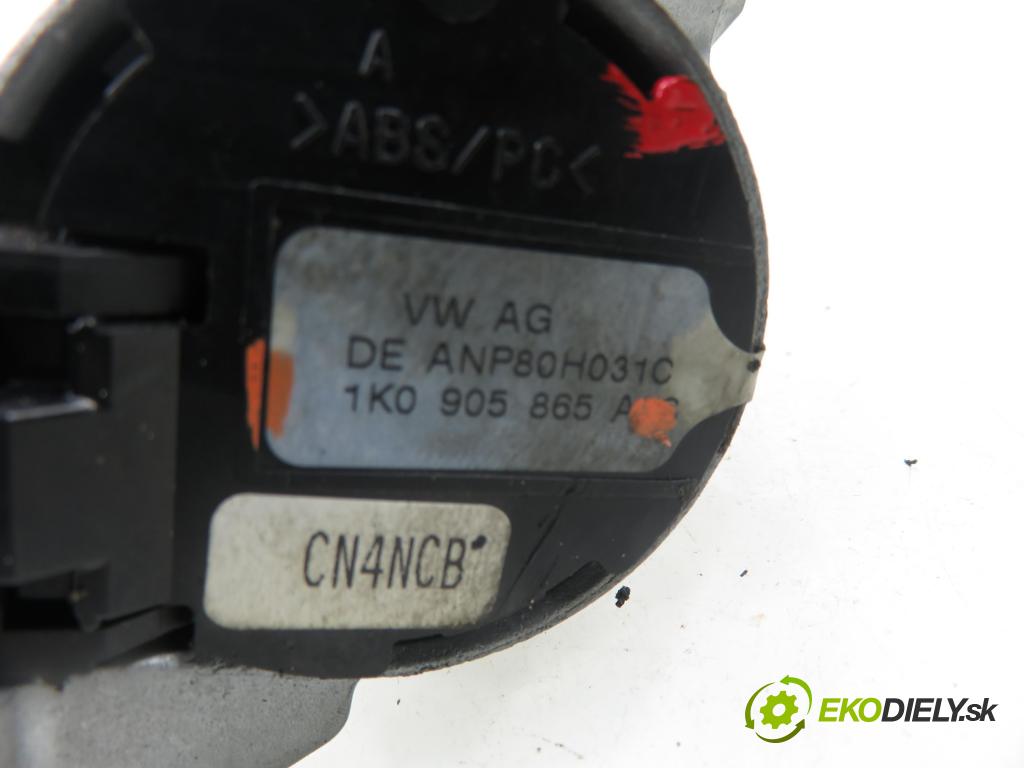 A
>ABS/PC<
VW AG
DE ANP80H031C
1K0 905 865
CN4NCB
EKODIELY.sk